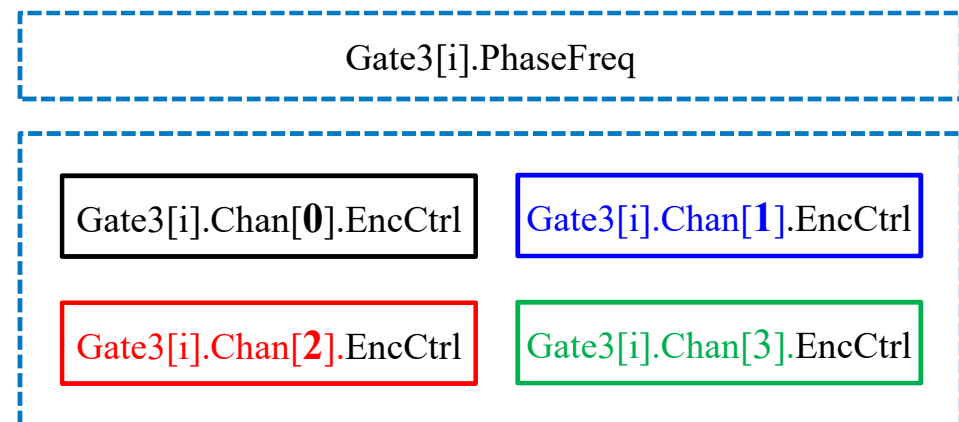 Gate3[i].PhaseFreq
Gate3[i].Chan[0].EncCtrl
Gate3[i].Chan[1].EncCtrl
Gate3[i].Chan[2].EncCtrl
Gate3[i].Chan[3].EncCtrl